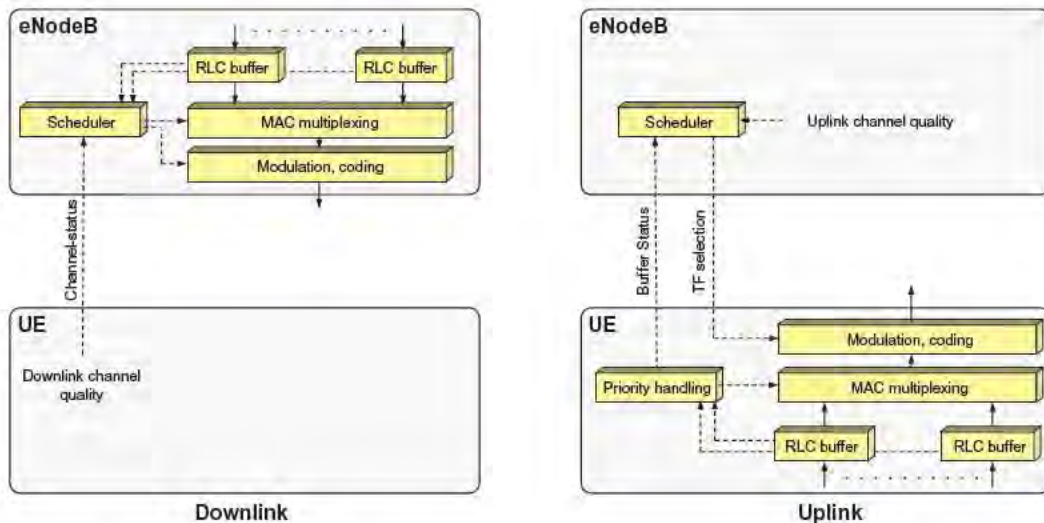 eNodeB
RLC buffer
RLC buffer
Scheduler
MAC multiplexing
Modulation, coding
Channel-status
UE
Downlink channel
quality
Downlink
eNodeB
Scheduler
Uplink channel quality
Buffer Status
TF selection
UE
Modulation, coding
Priority handling
MAC multiplexing
RLC buffer
RLC buffer
Uplink